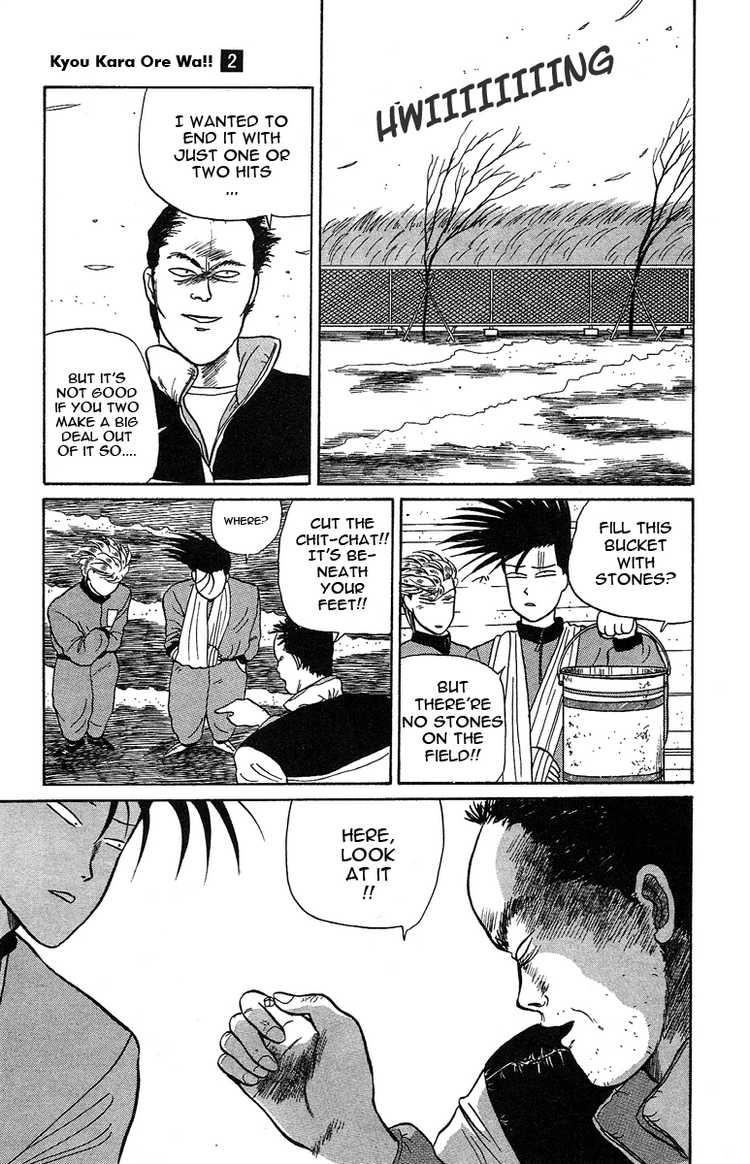 Kyou Kara Ore Wa!! 2
HWIIIIIIIING
I WANTED TO
END IT WITH
JUST ONE OR
TWO HITS
...
BUT IT'S
NOT GOOD
IF YOU TWO
MAKE A BIG
DEAL OUT
OF IT SO....
FILL THIS
BUCKET
WITH
STONES?
BUT
THERE'RE
NO STONES
ON THE
FIELD!!
CUT THE
CHIT-CHAT!!
IT'S BE-
NEATH
YOUR
FEET!!
WHERE?
HERE,
LOOK
AT IT
!!